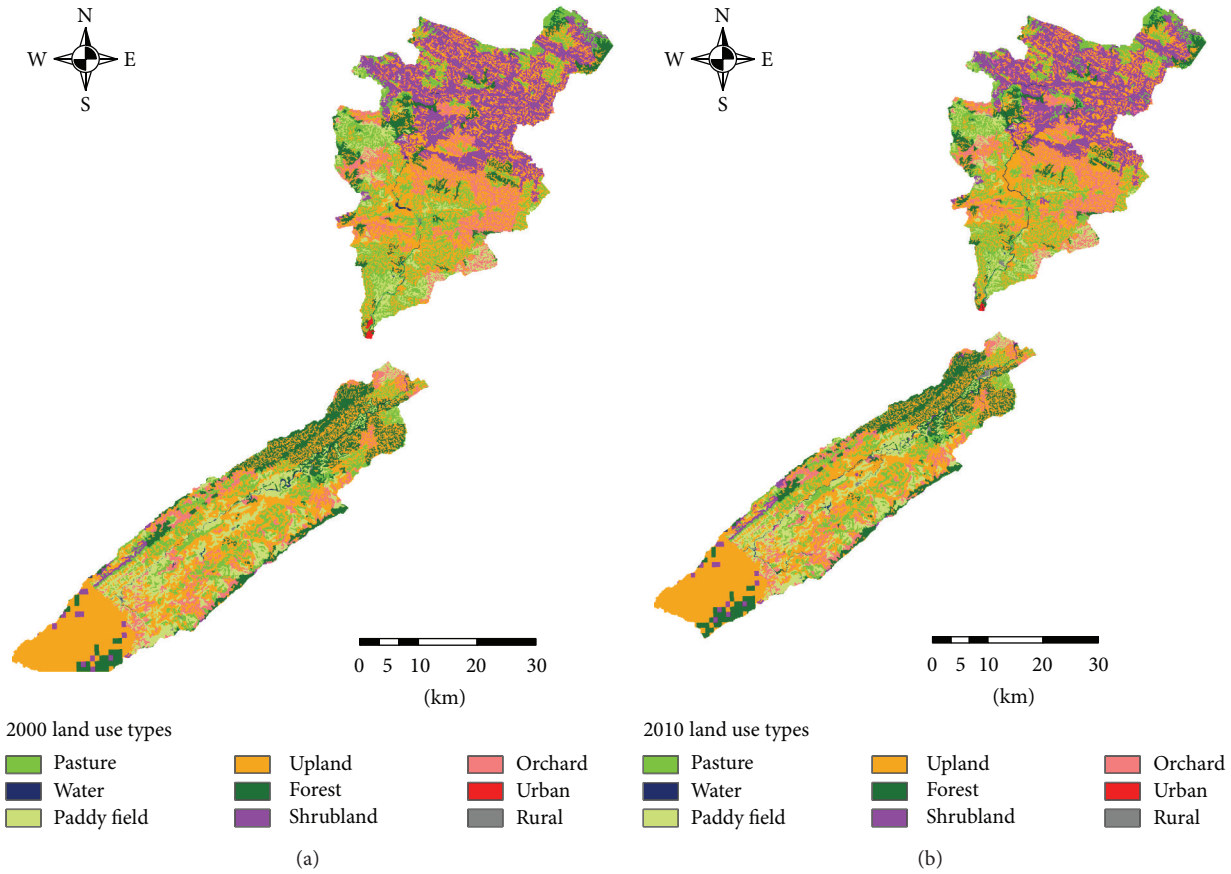 N
W E
S
N
W E
S
0 5 10 20 30
(km)
0 5 10 20 30
(km)
2000 land use types
Pasture Upland Orchard
Water Forest Urban
Paddy field Shrubland Rural
(a)
2010 land use types
Pasture Upland Orchard
Water Forest Urban
Paddy field Shrubland Rural
(b)